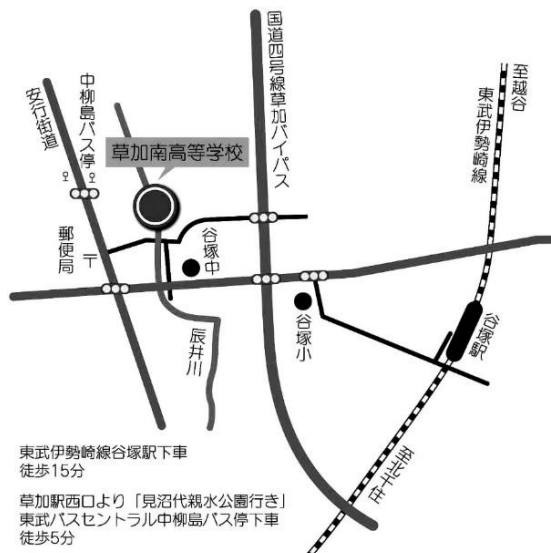 国道四号線草加バイパス
至越谷
東武伊勢崎線
中柳島バス停
安行街道
草加南高等学校
郵便局
〒
谷塚中
谷塚小
谷塚駅
辰井川
至北千住
東武伊勢崎線谷塚駅下車
徒歩15分
草加駅西口より「見沼代親水公園行き」
東武バスセントラル中柳島バス停下車
徒歩5分